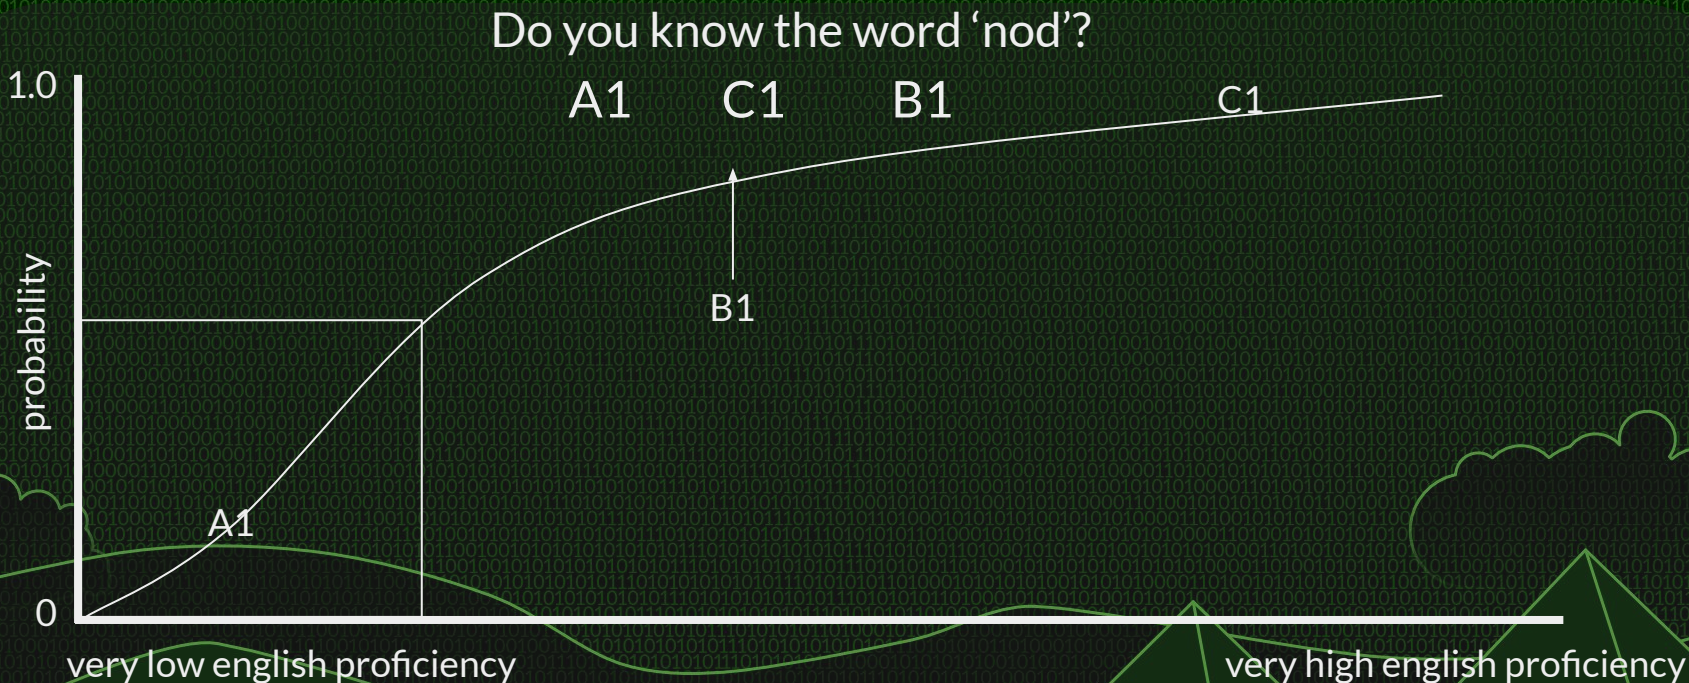 Do you know the word ‘nod’?
1.0
A1 C1 B1
C1
probability
B1
A1
0
very low english proficiency
very high english proficiency